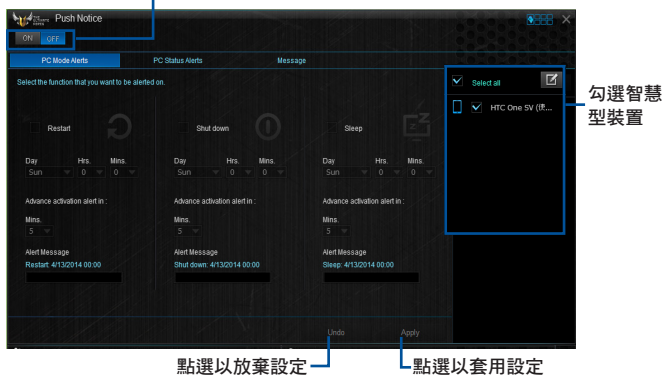 THE ULTIMATE FORCE Push Notice
ON OFF
PC Mode Alerts PC Status Alerts Message
Select the function that you want to be alerted on.
Select all
HTC One SV (使...
勾選智慧
型裝置
Restart Shut down Sleep
Day Hrs. Mins. Day Hrs. Mins. Day Hrs. Mins.
Sun 0 0 Sun 0 0 Sun 0 0
Advance activation alert in : Advance activation alert in : Advance activation alert in :
Mins. Mins. Mins.
5 5 5
Alert Message Alert Message Alert Message
Restart: 4/13/2014 00:00 Shut down: 4/13/2014 00:00 Sleep: 4/13/2014 00:00
Undo Apply
點選以放棄設定 點選以套用設定